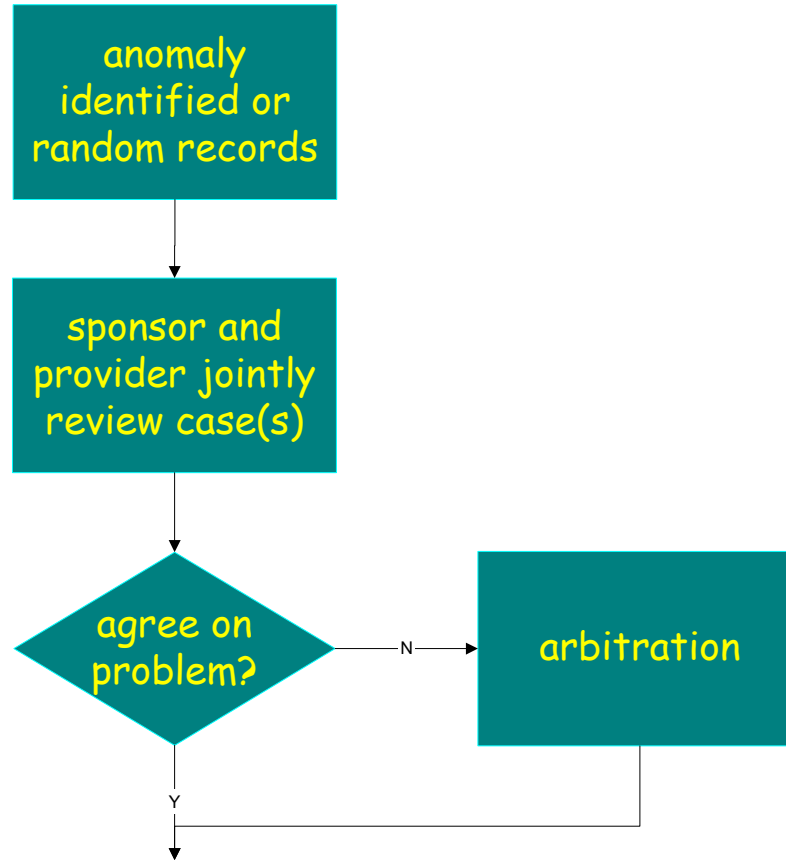 anomaly
identified or
random records
sponsor and
provider jointly
review case(s)
agree on
problem?
N
arbitration
Y